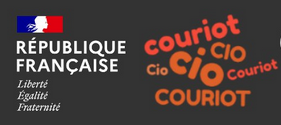 RÉPUBLIQUE
FRANÇAISE
Liberté
Égalité
Fraternité
couriot
CIO
Cio cio Couriot
COURIOT